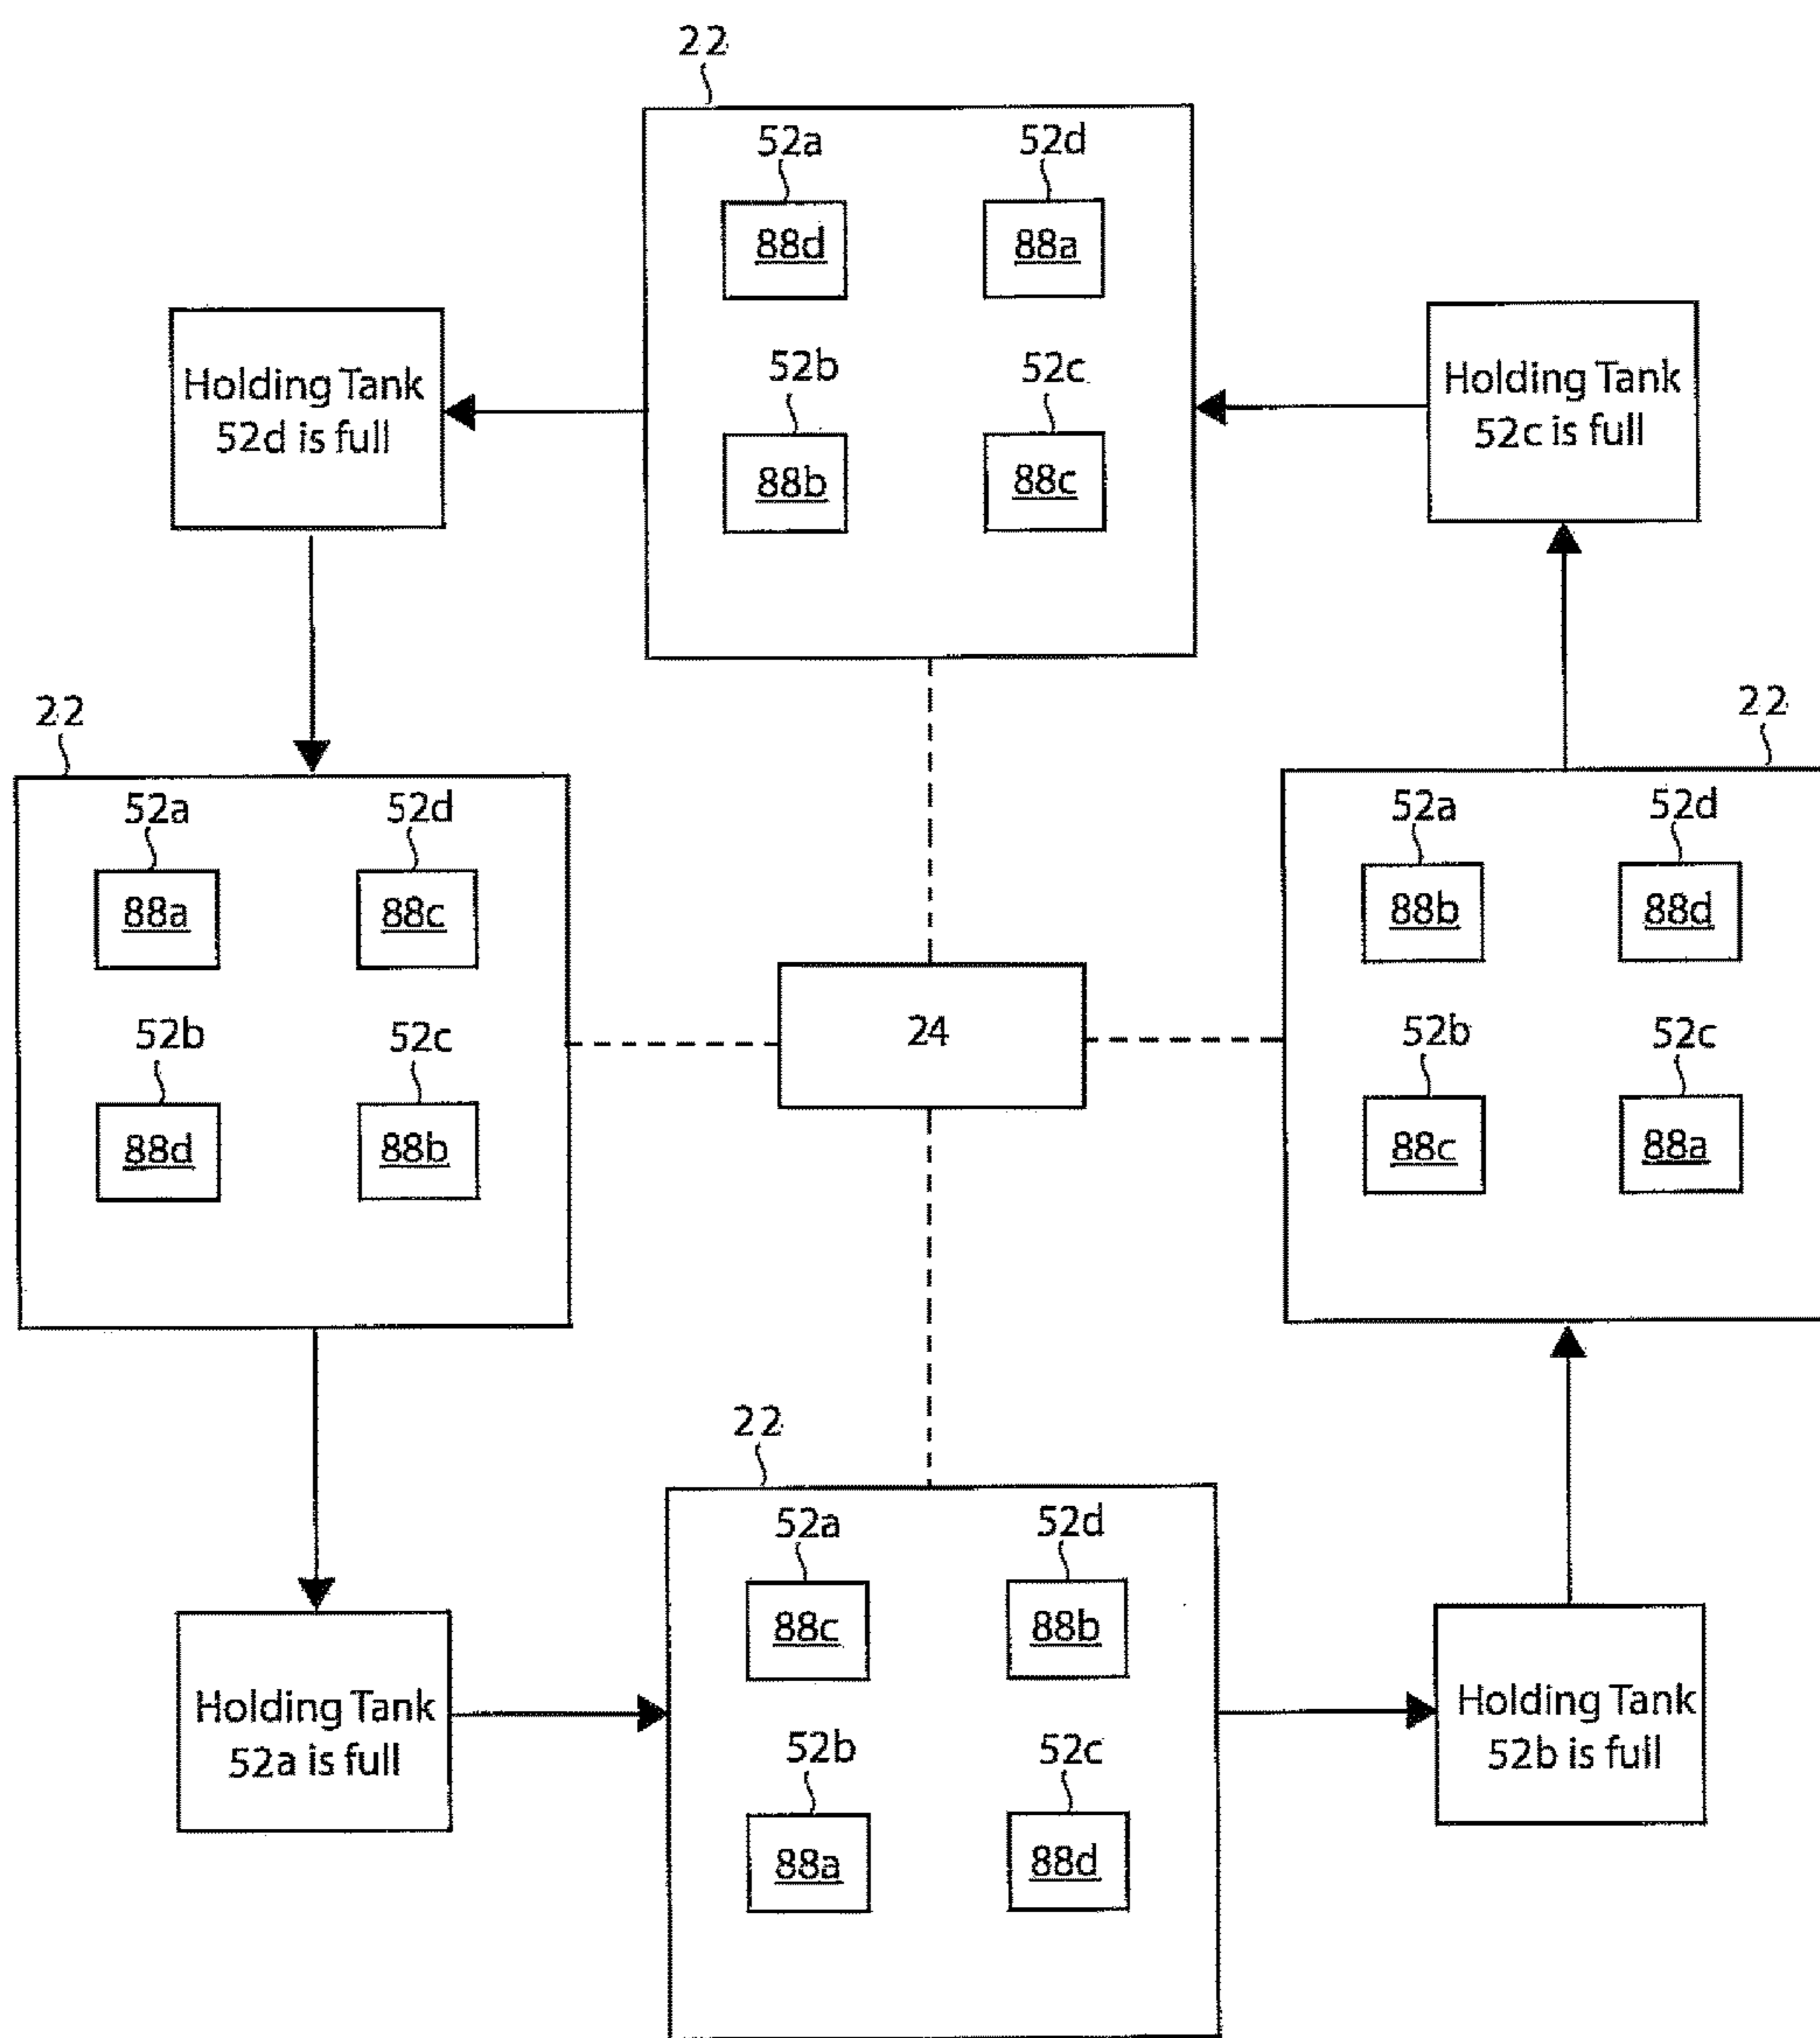 22
52a
52d
88d
88a
52b
52c
88b
88c
Holding Tank
52d is full
Holding Tank
52c is full
22
52a
52d
88a
88c
52b
52c
88d
88b
24
22
52a
52d
88b
88d
52b
52c
88c
88a
22
52a
52d
88c
88b
52b
52c
88a
88d
Holding Tank
52a is full
Holding Tank
52b is full